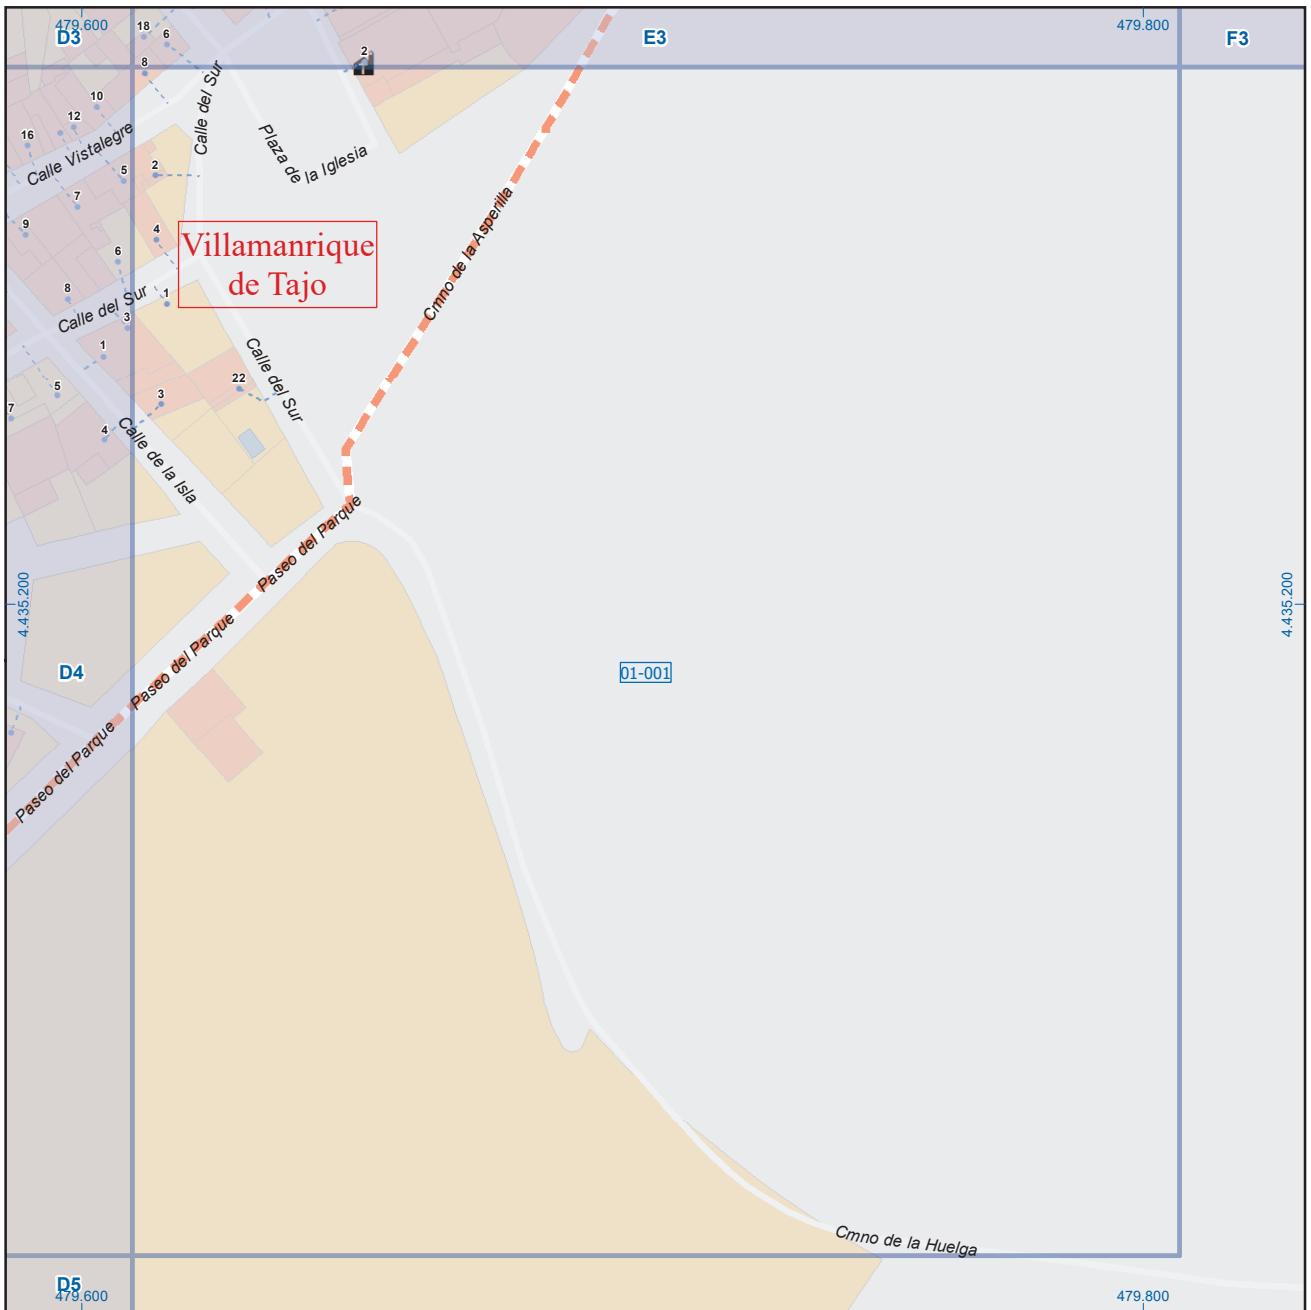 479.600
D3
18
6
2
E3
479.800
F3
8
10
12
16
Calle Vistalegre
Calle del Sur
Plaza de
la Iglesia
5
2
7
9
4
6
Villamanrique
de Tajo
Cmno de la Asperilla
8
Calle del Sur
1
3
1
Calle del Sur
5
3
22
7
4
Calle de la Isla
Paseo del Parque
Paseo del Parque
Paseo del Parque
4.435.200
4.435.200
D4
01-001
Cmno de la Huelga
D5
479.600
479.800